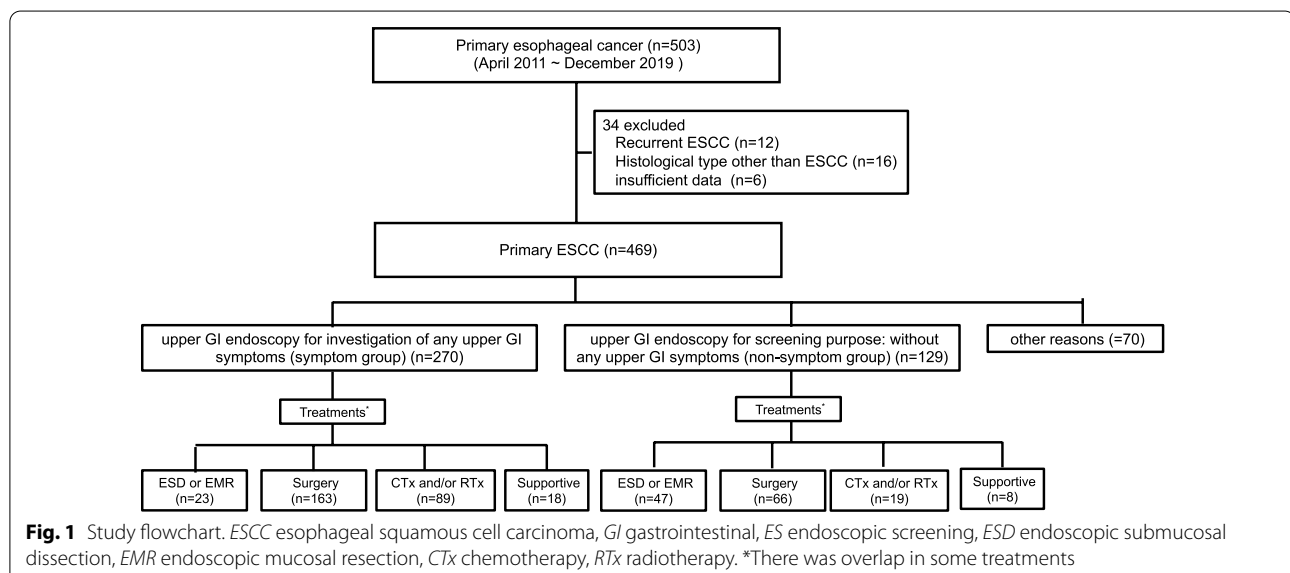 Primary esophageal cancer (n=503)
(April 2011 ~ December 2019 )
34 excluded
Recurrent ESCC (n=12)
Histological type other than ESCC (n=16)
insufficient data (n=6)
Primary ESCC (n=469)
upper GI endoscopy for investigation of any upper GI
symptoms (symptom group) (n=270)
upper GI endoscopy for screening purpose: without
any upper GI symptoms (non-symptom group) (n=129)
other reasons (=70)
Treatments*
Treatments*
ESD or EMR
(n=23)
Surgery
(n=163)
CTx and/or RTx
(n=89)
Supportive
(n=18)
ESD or EMR
(n=47)
Surgery
(n=66)
CTx and/or RTx
(n=19)
Supportive
(n=8)
Fig. 1 Study flowchart. ESCC esophageal squamous cell carcinoma, GI gastrointestinal, ES endoscopic screening, ESD endoscopic submucosal
dissection, EMR endoscopic mucosal resection, CTx chemotherapy, RTx radiotherapy. *There was overlap in some treatments